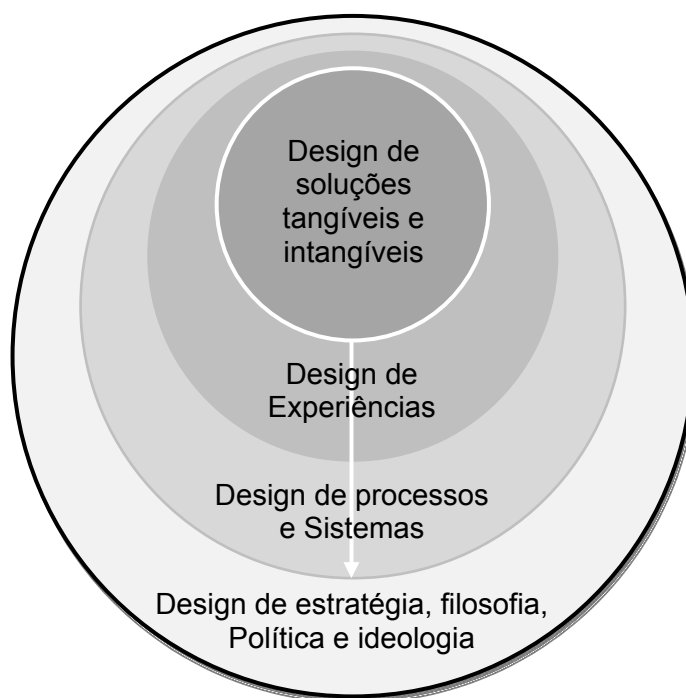 Design de
soluções
tangíveis e
intangíveis
Design de
Experiências
Design de processos
e Sistemas
Design de estratégia, filosofia,
Política e ideologia